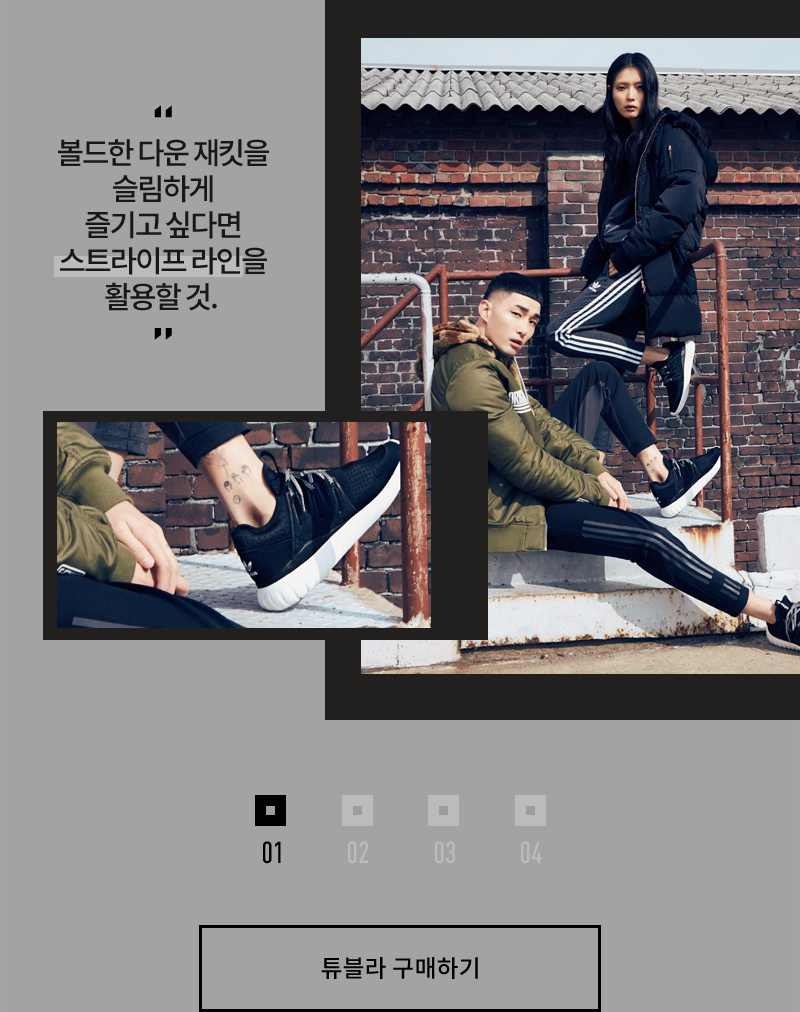 “
볼드한 다운 재킷을
슬림하게
즐기고 싶다면
스트라이프 라인을
활용할 것.
”
01 02 03 04
튜블라 구매하기